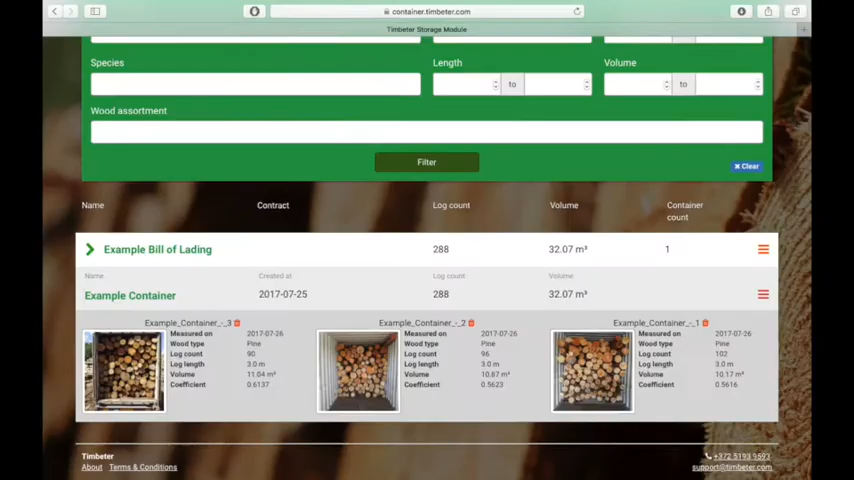 container.timbeter.com
Timbeter Storage Module
Species Length Volume
to to
Wood assortment
Filter
✖ Clear
Name Contract Log count Volume Container count
Example Bill of Lading 288 32.07 m³ 1
Name Created at Log count Volume
Example Container 2017-07-25 288 32.07 m³
Example_Container_-_3 Example_Container_-_2 Example_Container_-_1
Measured on 2017-07-26 Measured on 2017-07-26 Measured on 2017-07-26
Wood type Pine Wood type Pine Wood type Pine
Log count 90 Log count 96 Log count 102
Log length 3.0 m Log length 3.0 m Log length 3.0 m
Volume 11.04 m³ Volume 10.87 m³ Volume 10.17 m³
Coefficient 0.6137 Coefficient 0.5623 Coefficient 0.5616
Timbeter +372 5193 9593
About Terms & Conditions support@timbeter.com